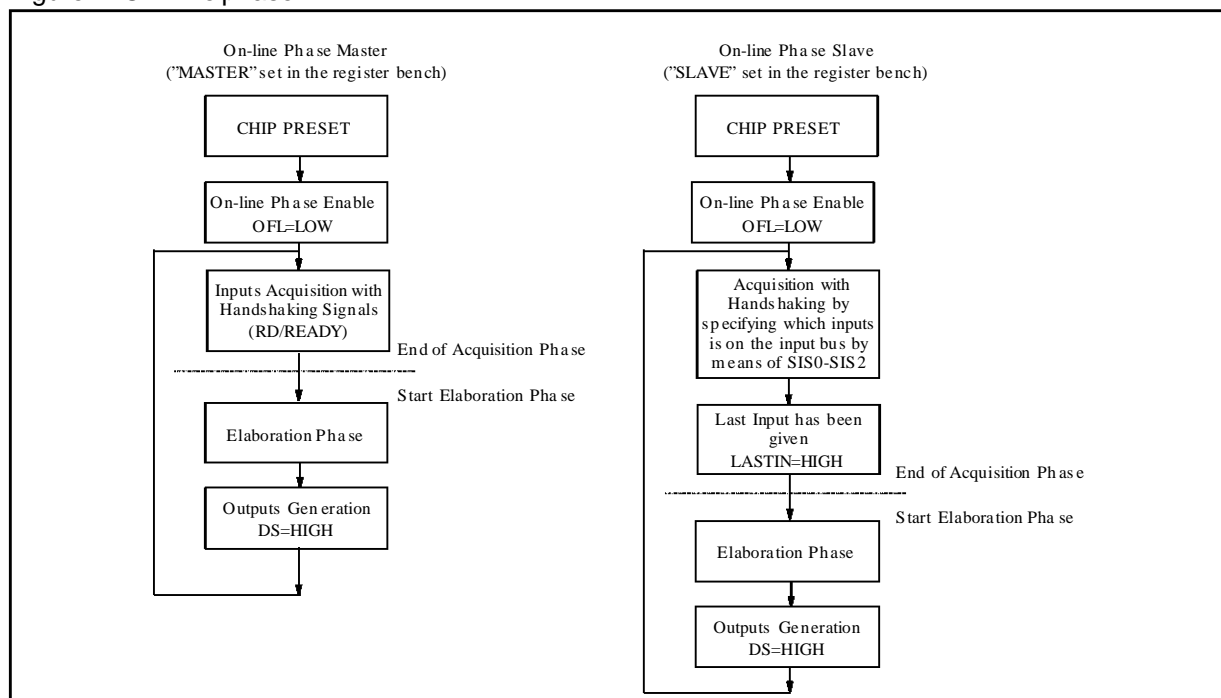 On-line Phase Master
("MASTER" set in the register bench)
CHIP PRESET
On-line Phase Enable
OFL=LOW
Inputs Acquisition with
Handshaking Signals
(RD/READY)
End of Acquisition Phase
Start Elaboration Phase
Elaboration Phase
Outputs Generation
DS=HIGH
On-line Phase Slave
("SLAVE" set in the register bench)
CHIP PRESET
On-line Phase Enable
OFL=LOW
Acquisition with
Handshaking by
specifying which inputs
is on the input bus by
means of SIS0-SIS2
Last Input has been
given
LASTIN=HIGH
End of Acquisition Phase
Start Elaboration Phase
Elaboration Phase
Outputs Generation
DS=HIGH